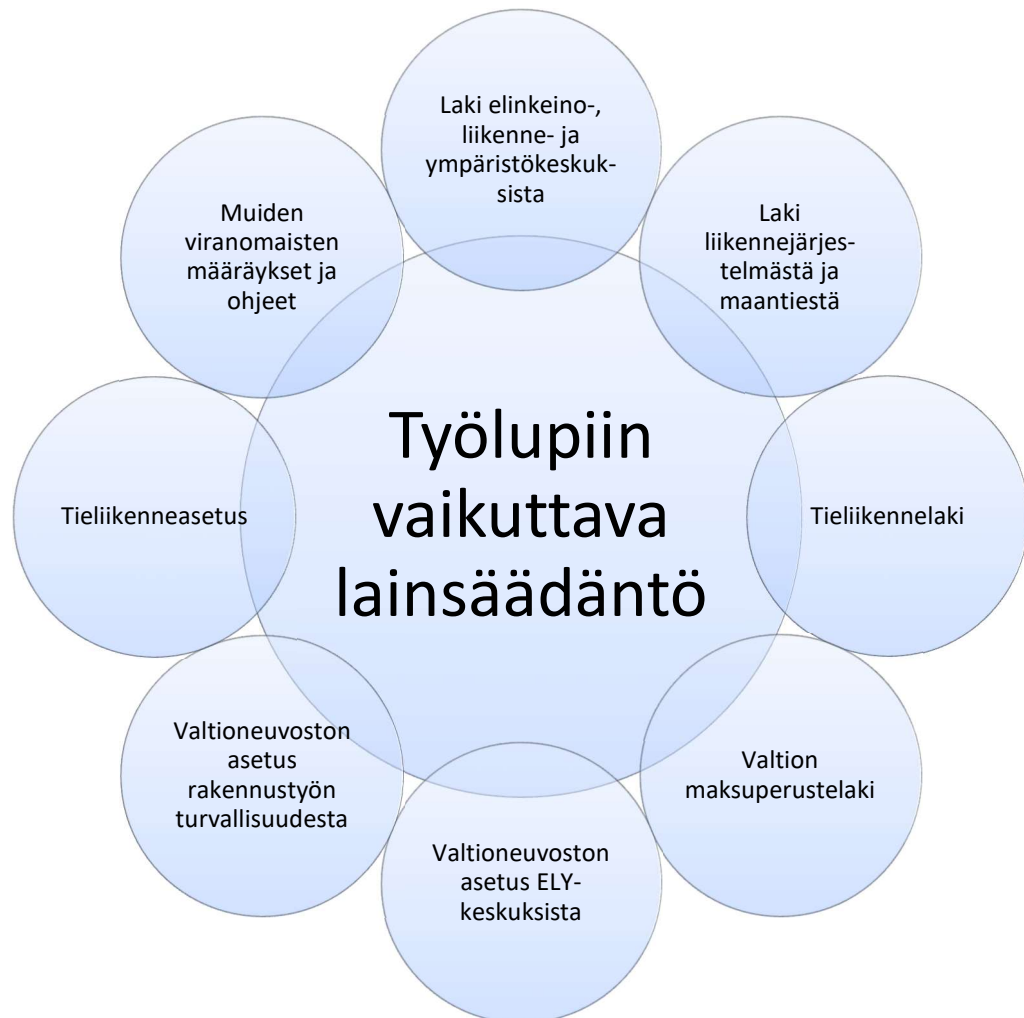 Laki elinkeino-,
liikenne- ja
ympäristökeskuk-
sista
Laki
liikennejärjes-
telmästä ja
maantiestä
Tieliikennelaki
Valtion
maksuperustelaki
Valtioneuvoston
asetus ELY-
keskuksista
Valtioneuvoston
asetus
rakennustyön
turvallisuudesta
Tieliikenneasetus
Muiden
viranomaisten
määräykset ja
ohjeet
Työlupiin
vaikuttava
lainsäädäntö